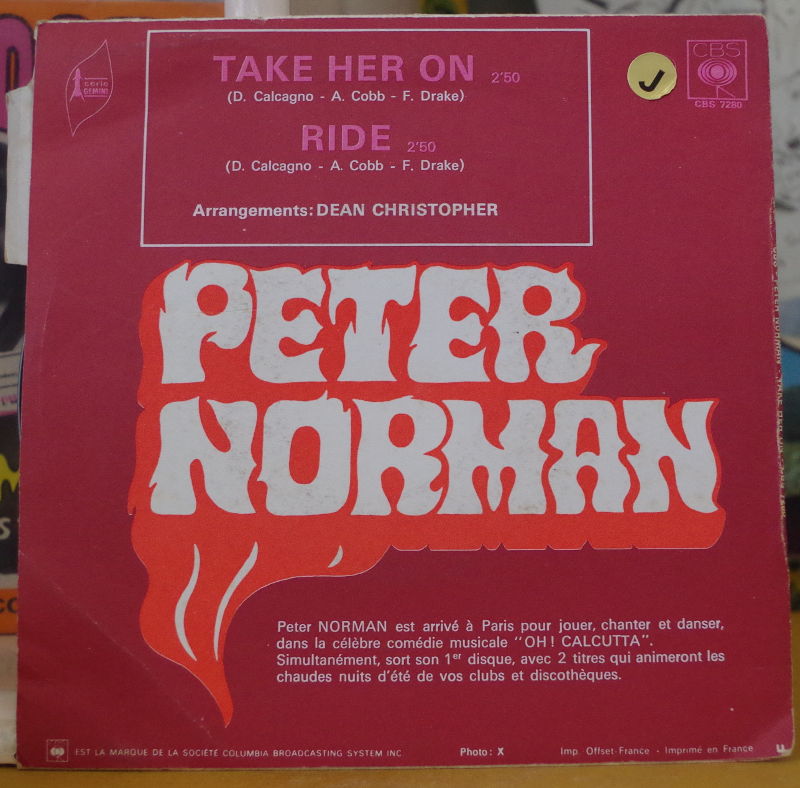 serie
GEMINI
TAKE HER ON 2'50
(D. Calcagno - A. Cobb - F. Drake)
RIDE 2'50
(D. Calcagno - A. Cobb - F. Drake)
Arrangements: DEAN CHRISTOPHER
J
CBS
CBS 7280
PETER
NORMAN
Peter NORMAN est arrivé à Paris pour jouer, chanter et danser,
dans la célèbre comédie musicale "OH! CALCUTTA".
Simultanément, sort son 1er disque, avec 2 titres qui animeront les
chaudes nuits d'été de vos clubs et discothèques.
EST LA MARQUE DE LA SOCIÉTÉ COLUMBIA BROADCASTING SYSTEM INC. Photo: X Imp. Offset-France - Imprimé en France U